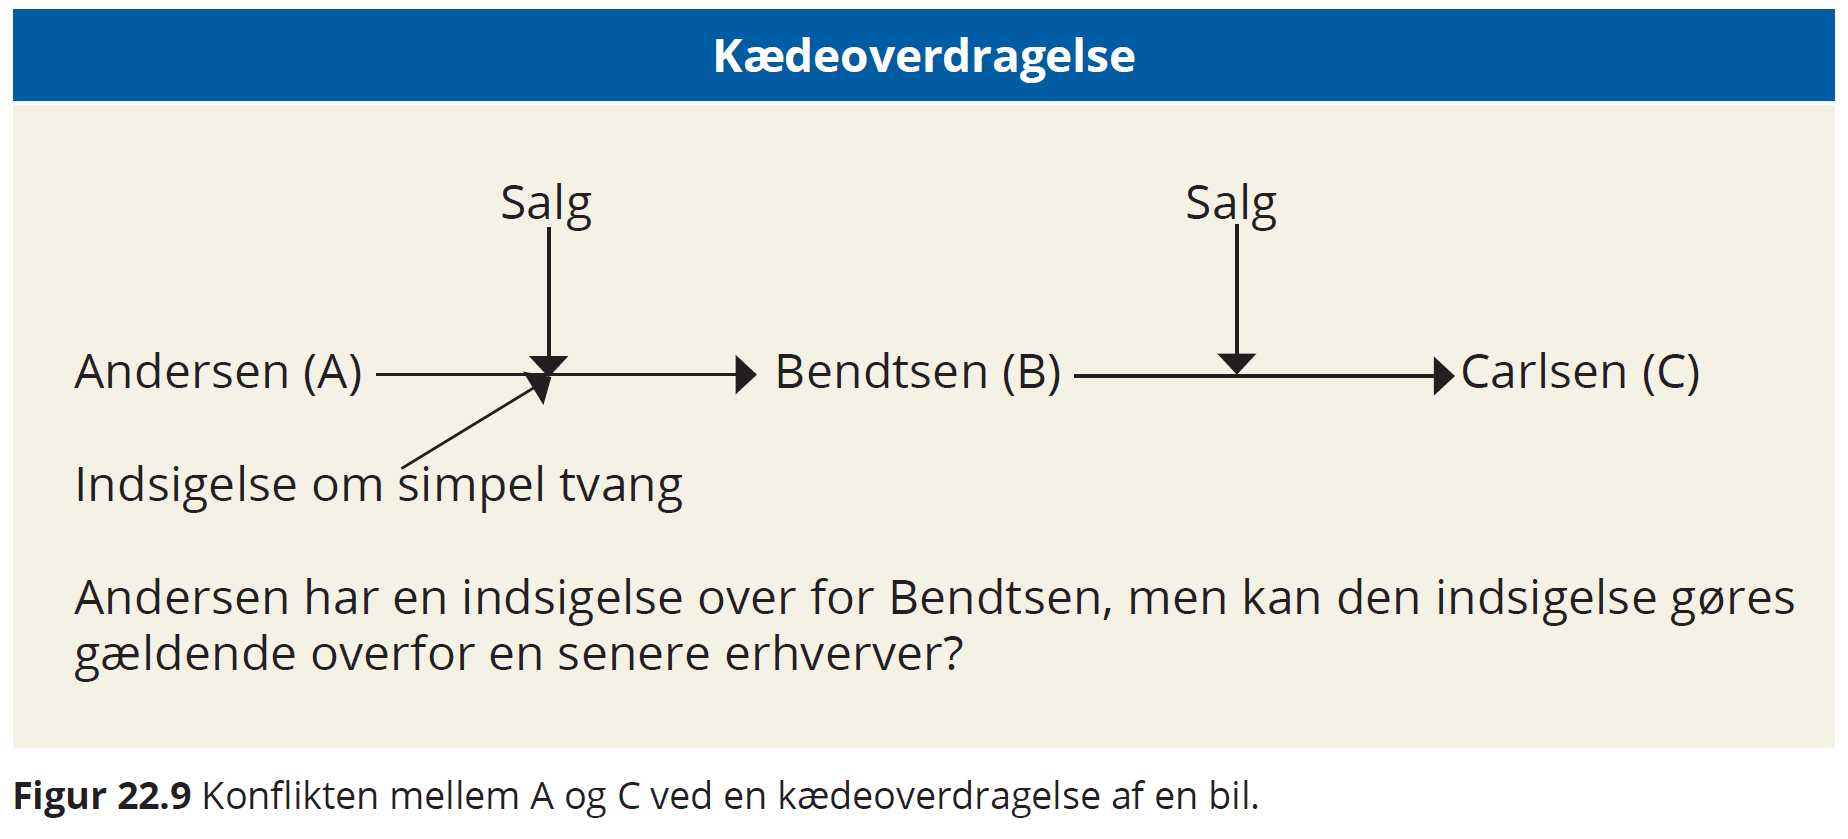 Kædeoverdragelse
Salg Salg
Andersen (A) Bendtsen (B) Carlsen (C)
Indsigelse om simpel tvang
Andersen har en indsigelse over for Bendtsen, men kan den indsigelse gøres
gældende overfor en senere erhverver?
Figur 22.9 Konflikten mellem A og C ved en kædeoverdragelse af en bil.